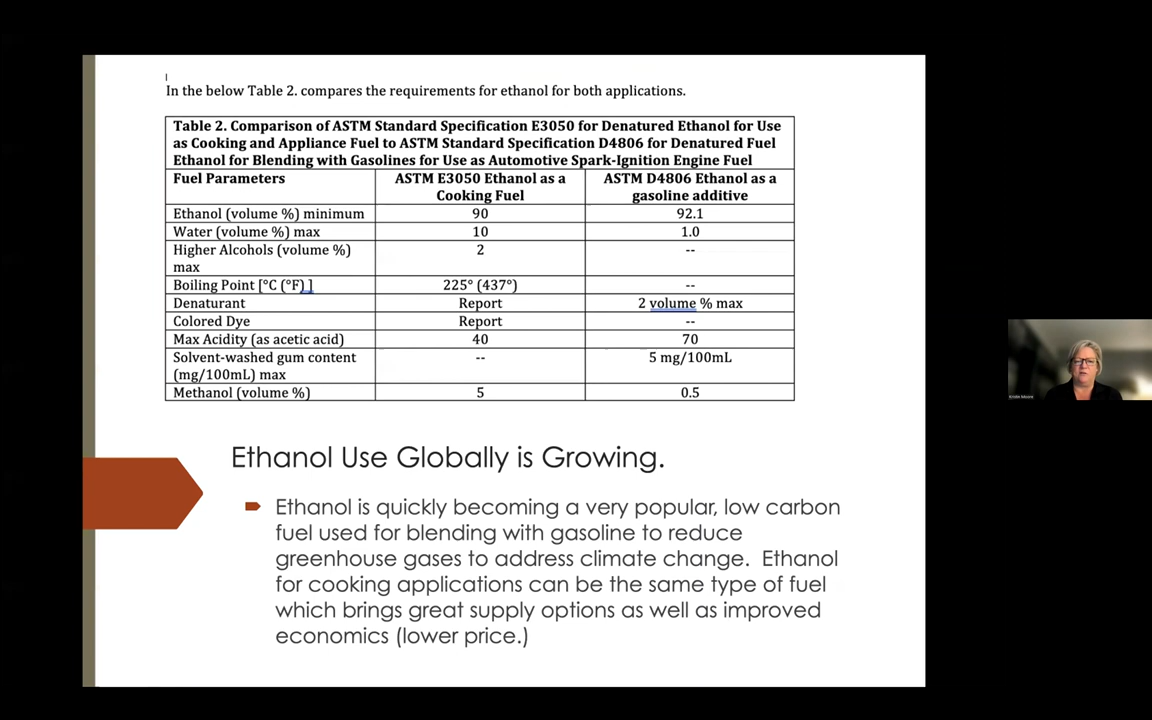 In the below Table 2. compares the requirements for ethanol for both applications.
Table 2. Comparison of ASTM Standard Specification E3050 for Denatured Ethanol for Use
as Cooking and Appliance Fuel to ASTM Standard Specification D4806 for Denatured Fuel
Ethanol for Blending with Gasolines for Use as Automotive Spark-Ignition Engine Fuel
Fuel Parameters ASTM E3050 Ethanol as a Cooking Fuel ASTM D4806 Ethanol as a gasoline additive
Ethanol (volume %) minimum 90 92.1
Water (volume %) max 10 1.0
Higher Alcohols (volume %) max 2 --
Boiling Point [°C (°F) ] 225° (437°) --
Denaturant Report 2 volume % max
Colored Dye Report --
Max Acidity (as acetic acid) 40 70
Solvent-washed gum content (mg/100mL) max -- 5 mg/100mL
Methanol (volume %) 5 0.5
Ethanol Use Globally is Growing.
Ethanol is quickly becoming a very popular, low carbon
fuel used for blending with gasoline to reduce
greenhouse gases to address climate change. Ethanol
for cooking applications can be the same type of fuel
which brings great supply options as well as improved
economics (lower price.)